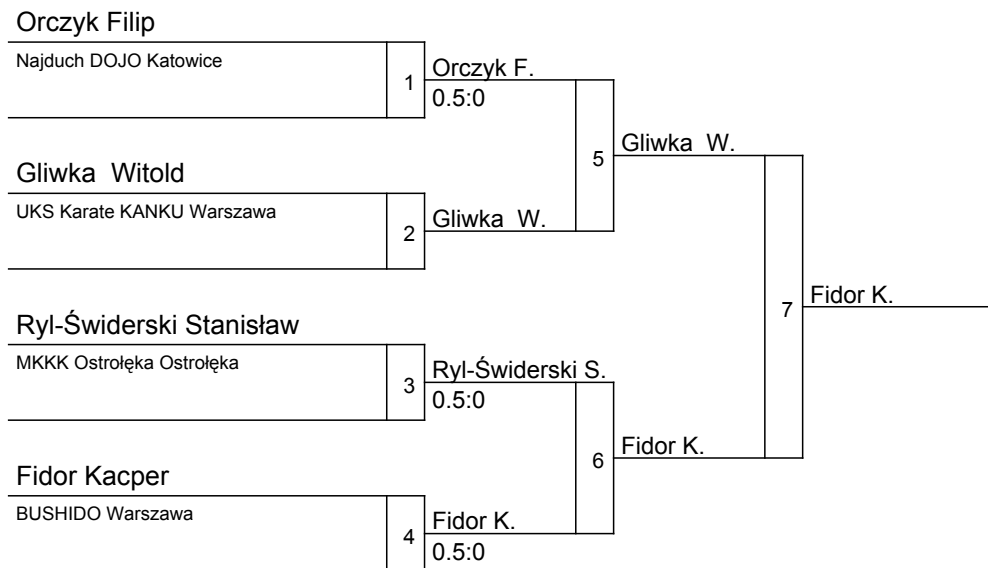 Orczyk Filip
Najduch DOJO Katowice
1
Orczyk F.
0.5:0
5
Gliwka W.
Gliwka Witold
UKS Karate KANKU Warszawa
2
Gliwka W.
7
Fidor K.
Ryl-Świderski Stanisław
MKKK Ostrołęka Ostrołęka
3
Ryl-Świderski S.
0.5:0
6
Fidor K.
Fidor Kacper
BUSHIDO Warszawa
4
Fidor K.
0.5:0